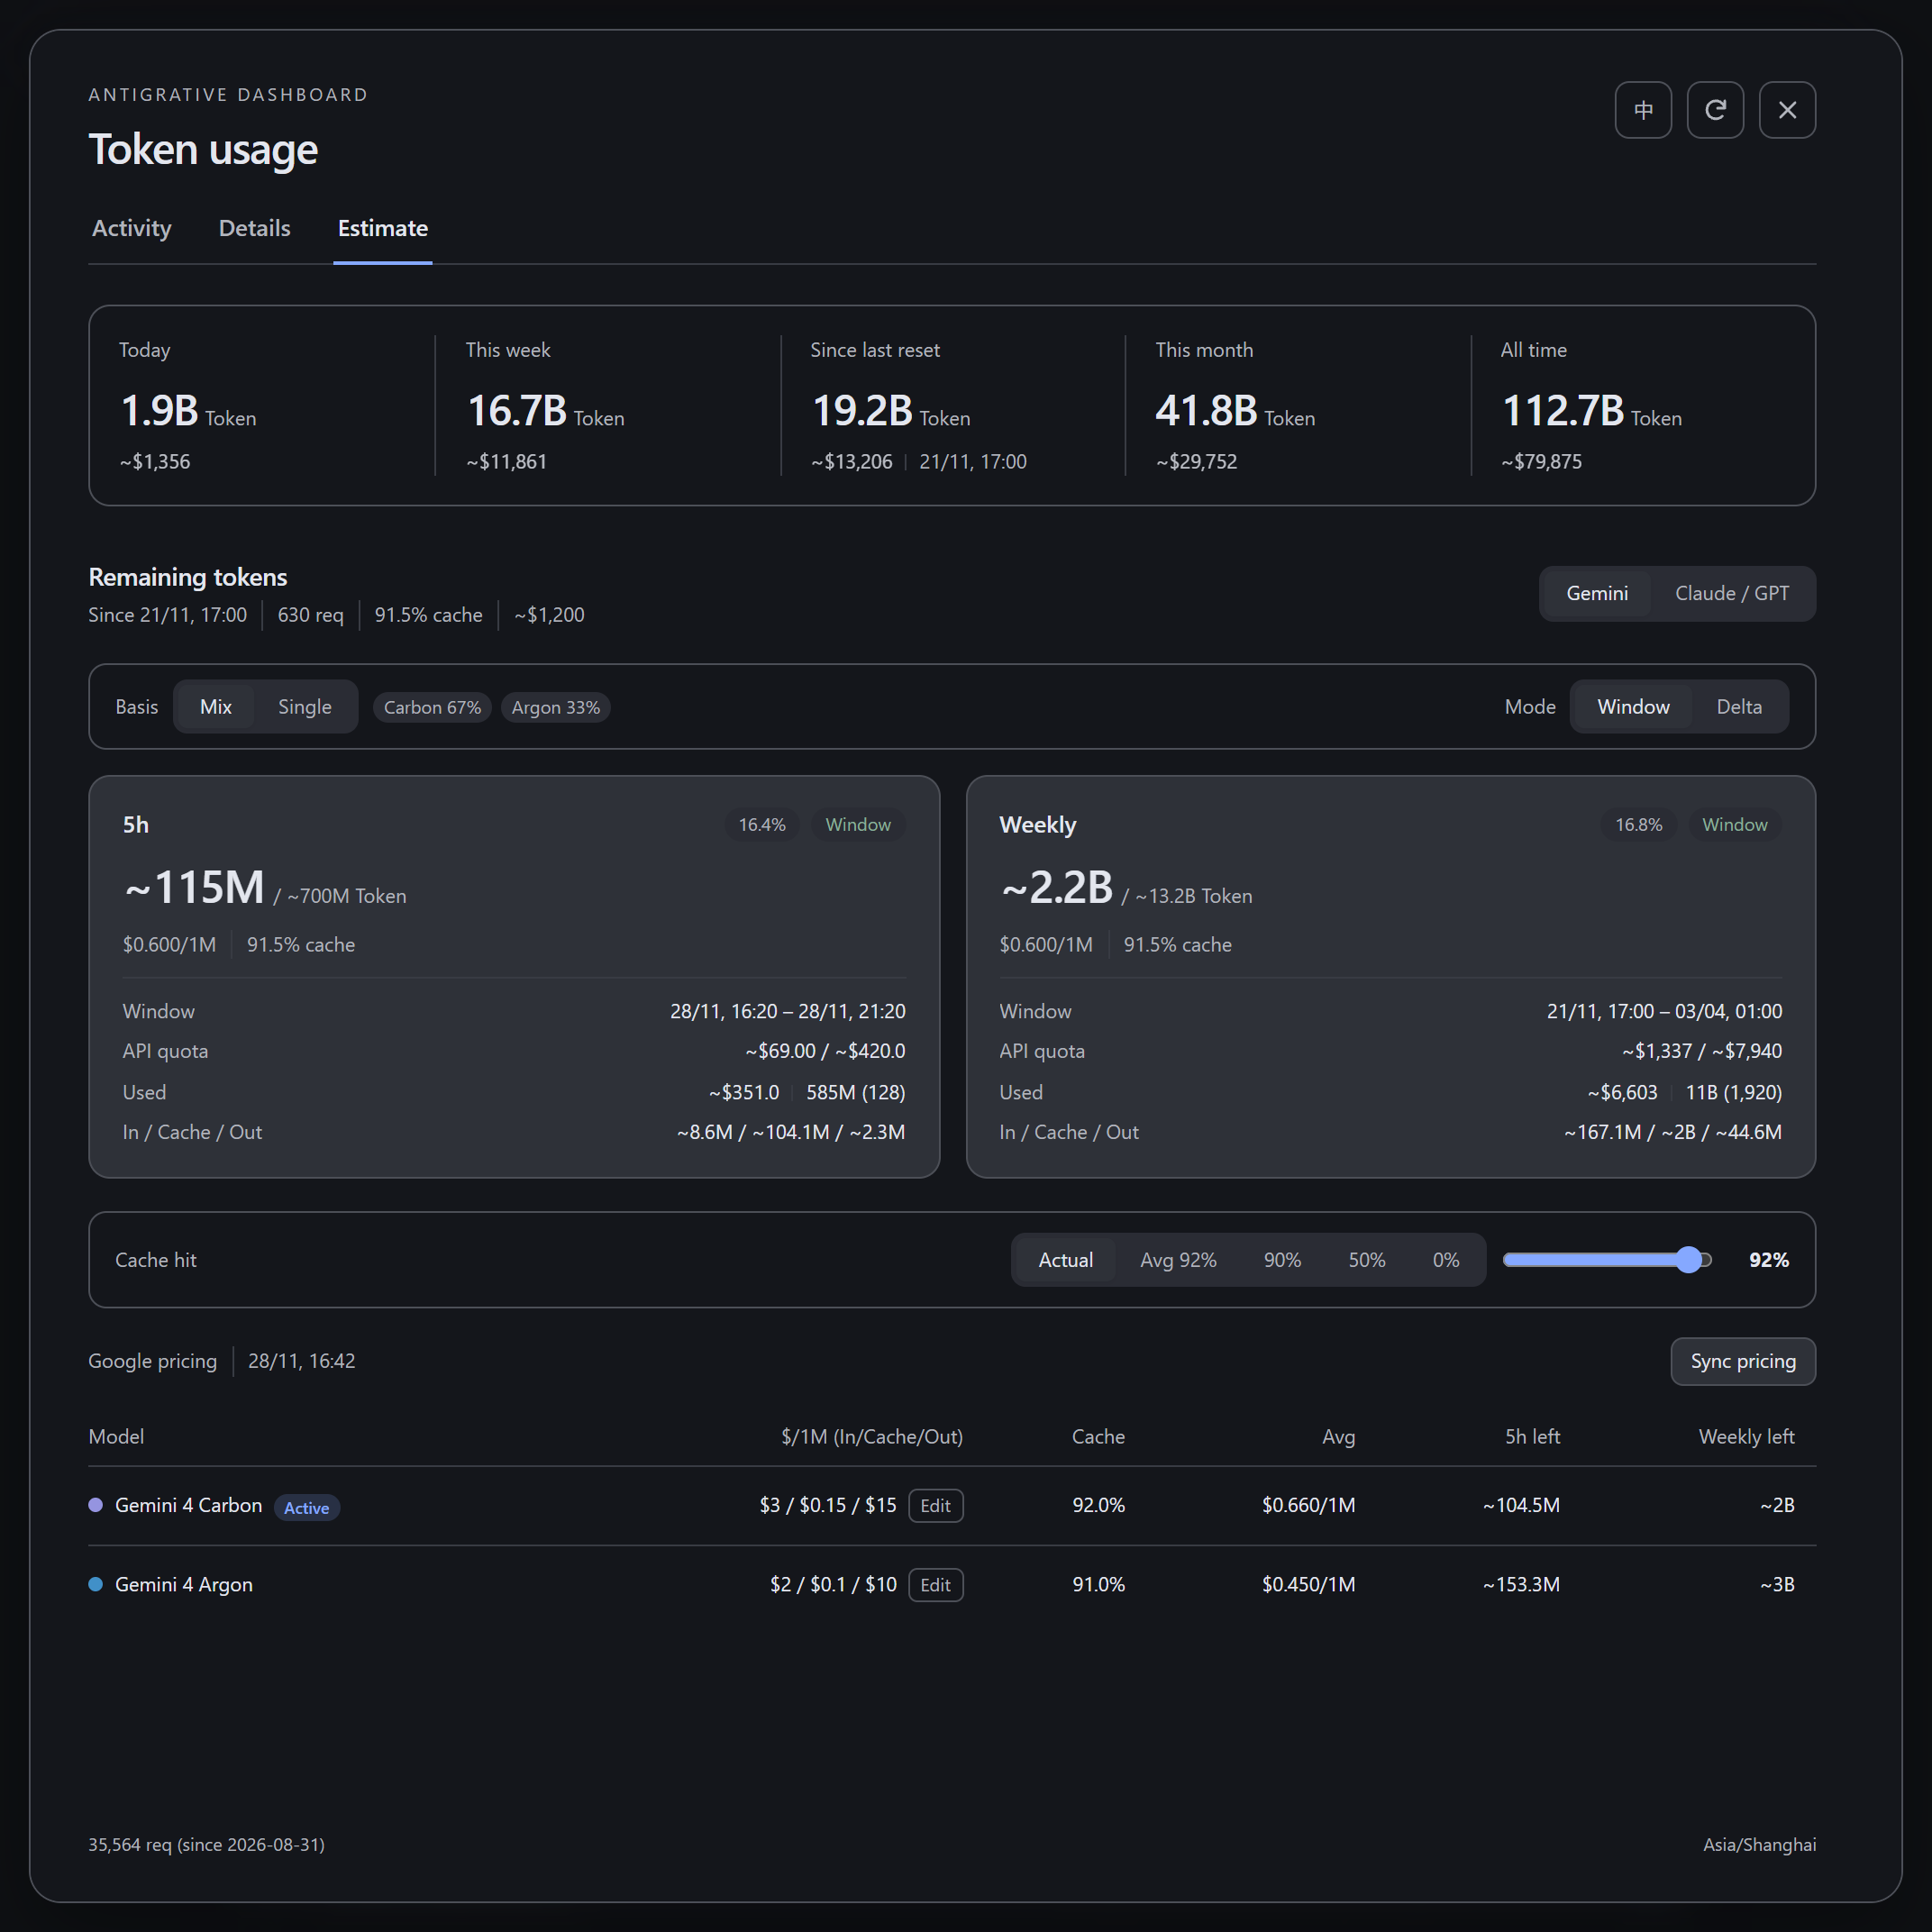 ANTIGRATIVE DASHBOARD
中
Token usage
Activity Details Estimate
Today This week Since last reset This month All time
1.9B Token 16.7B Token 19.2B Token 41.8B Token 112.7B Token
~$1,356 ~$11,861 ~$13,206 | 21/11, 17:00 ~$29,752 ~$79,875
Remaining tokens
Since 21/11, 17:00 | 630 req | 91.5% cache | ~$1,200
Gemini Claude / GPT
Basis Mix Single Carbon 67% Argon 33% Mode Window Delta
5h 16.4% Window
~115M / ~700M Token
$0.600/1M | 91.5% cache
Window 28/11, 16:20 – 28/11, 21:20
API quota ~$69.00 / ~$420.0
Used ~$351.0 | 585M (128)
In / Cache / Out ~8.6M / ~104.1M / ~2.3M
Weekly 16.8% Window
~2.2B / ~13.2B Token
$0.600/1M | 91.5% cache
Window 21/11, 17:00 – 03/04, 01:00
API quota ~$1,337 / ~$7,940
Used ~$6,603 | 11B (1,920)
In / Cache / Out ~167.1M / ~2B / ~44.6M
Cache hit Actual Avg 92% 90% 50% 0% 92%
Google pricing | 28/11, 16:42 Sync pricing
Model $/1M (In/Cache/Out) Cache Avg 5h left Weekly left
Gemini 4 Carbon Active $3 / $0.15 / $15 Edit 92.0% $0.660/1M ~104.5M ~2B
Gemini 4 Argon $2 / $0.1 / $10 Edit 91.0% $0.450/1M ~153.3M ~3B
35,564 req (since 2026-08-31) Asia/Shanghai